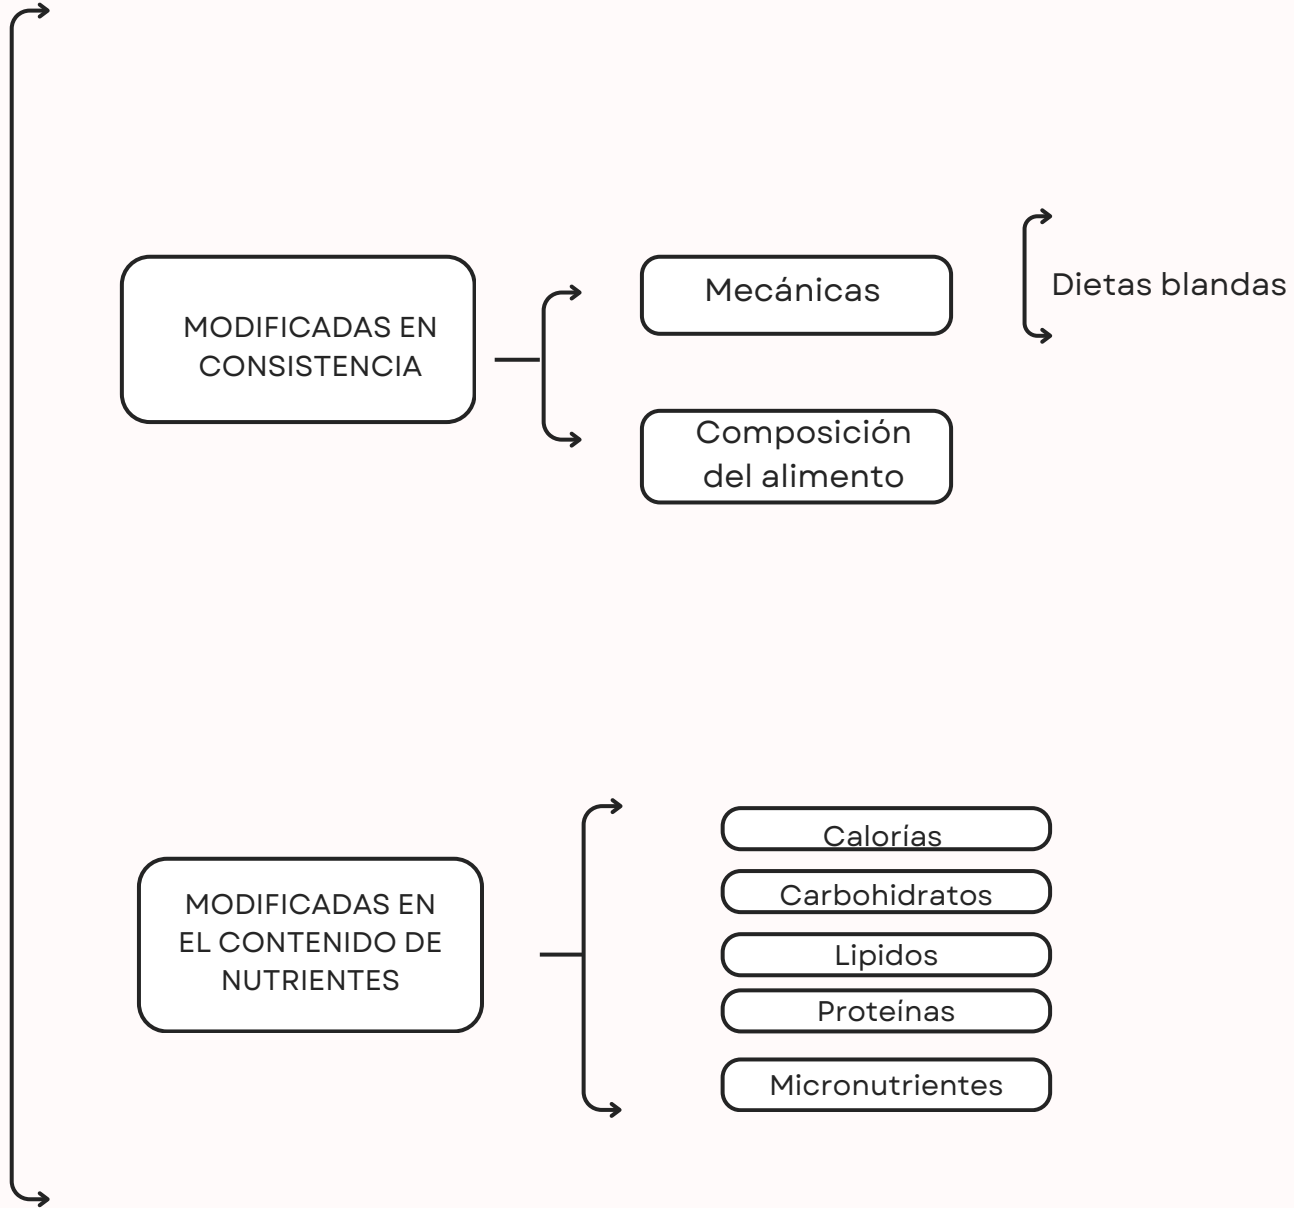 MODIFICADAS EN
CONSISTENCIA
Mecánicas
Dietas blandas
Composición
del alimento
MODIFICADAS EN
EL CONTENIDO DE
NUTRIENTES
Calorías
Carbohidratos
Lipidos
Proteínas
Micronutrientes